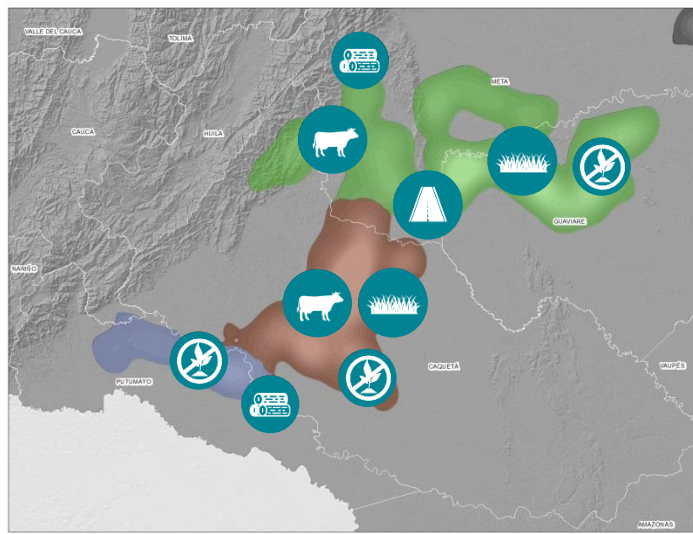 VALLE DEL CAUCA
TOLIMA
META
CAUCA
HUILA
GUAVIARE
NARIÑO
CAQUETÁ
VAUPÉS
PUTUMAYO
AMAZONAS